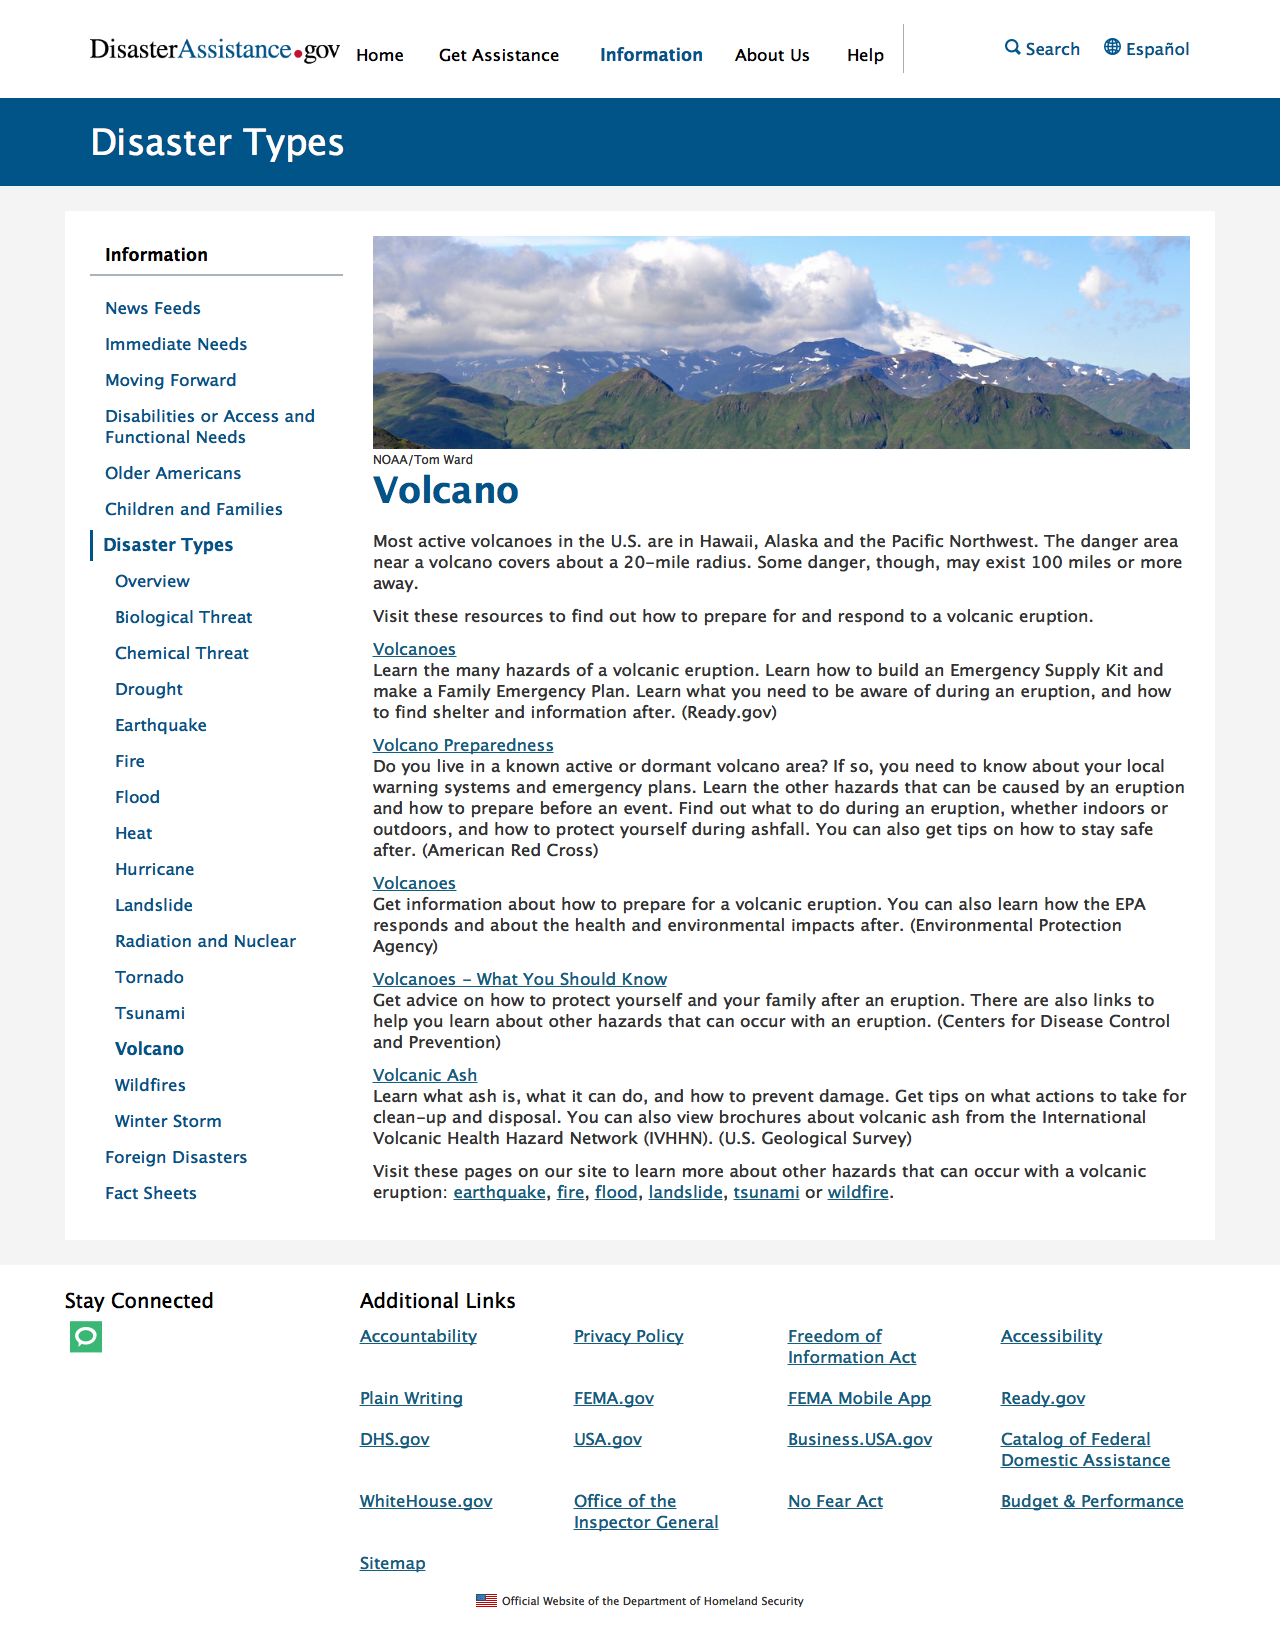 DisasterAssistance.gov
Home
Get Assistance
Information
About Us
Help
Search
Español
Disaster Types
Information
News Feeds
Immediate Needs
Moving Forward
Disabilities or Access and
Functional Needs
Older Americans
Children and Families
Disaster Types
Overview
Biological Threat
Chemical Threat
Drought
Earthquake
Fire
Flood
Heat
Hurricane
Landslide
Radiation and Nuclear
Tornado
Tsunami
Volcano
Wildfires
Winter Storm
Foreign Disasters
Fact Sheets
NOAA/Tom Ward
Volcano
Most active volcanoes in the U.S. are in Hawaii, Alaska and the Pacific Northwest. The danger area
near a volcano covers about a 20-mile radius. Some danger, though, may exist 100 miles or more
away.
Visit these resources to find out how to prepare for and respond to a volcanic eruption.
Volcanoes
Learn the many hazards of a volcanic eruption. Learn how to build an Emergency Supply Kit and
make a Family Emergency Plan. Learn what you need to be aware of during an eruption, and how
to find shelter and information after. (Ready.gov)
Volcano Preparedness
Do you live in a known active or dormant volcano area? If so, you need to know about your local
warning systems and emergency plans. Learn the other hazards that can be caused by an eruption
and how to prepare before an event. Find out what to do during an eruption, whether indoors or
outdoors, and how to protect yourself during ashfall. You can also get tips on how to stay safe
after. (American Red Cross)
Volcanoes
Get information about how to prepare for a volcanic eruption. You can also learn how the EPA
responds and about the health and environmental impacts after. (Environmental Protection
Agency)
Volcanoes - What You Should Know
Get advice on how to protect yourself and your family after an eruption. There are also links to
help you learn about other hazards that can occur with an eruption. (Centers for Disease Control
and Prevention)
Volcanic Ash
Learn what ash is, what it can do, and how to prevent damage. Get tips on what actions to take for
clean-up and disposal. You can also view brochures about volcanic ash from the International
Volcanic Health Hazard Network (IVHHN). (U.S. Geological Survey)
Visit these pages on our site to learn more about other hazards that can occur with a volcanic
eruption: earthquake, fire, flood, landslide, tsunami or wildfire.
Stay Connected
Additional Links
Accountability
Privacy Policy
Freedom of
Information Act
Accessibility
Plain Writing
FEMA.gov
FEMA Mobile App
Ready.gov
DHS.gov
USA.gov
Business.USA.gov
Catalog of Federal
Domestic Assistance
WhiteHouse.gov
Office of the
Inspector General
No Fear Act
Budget & Performance
Sitemap
Official Website of the Department of Homeland Security